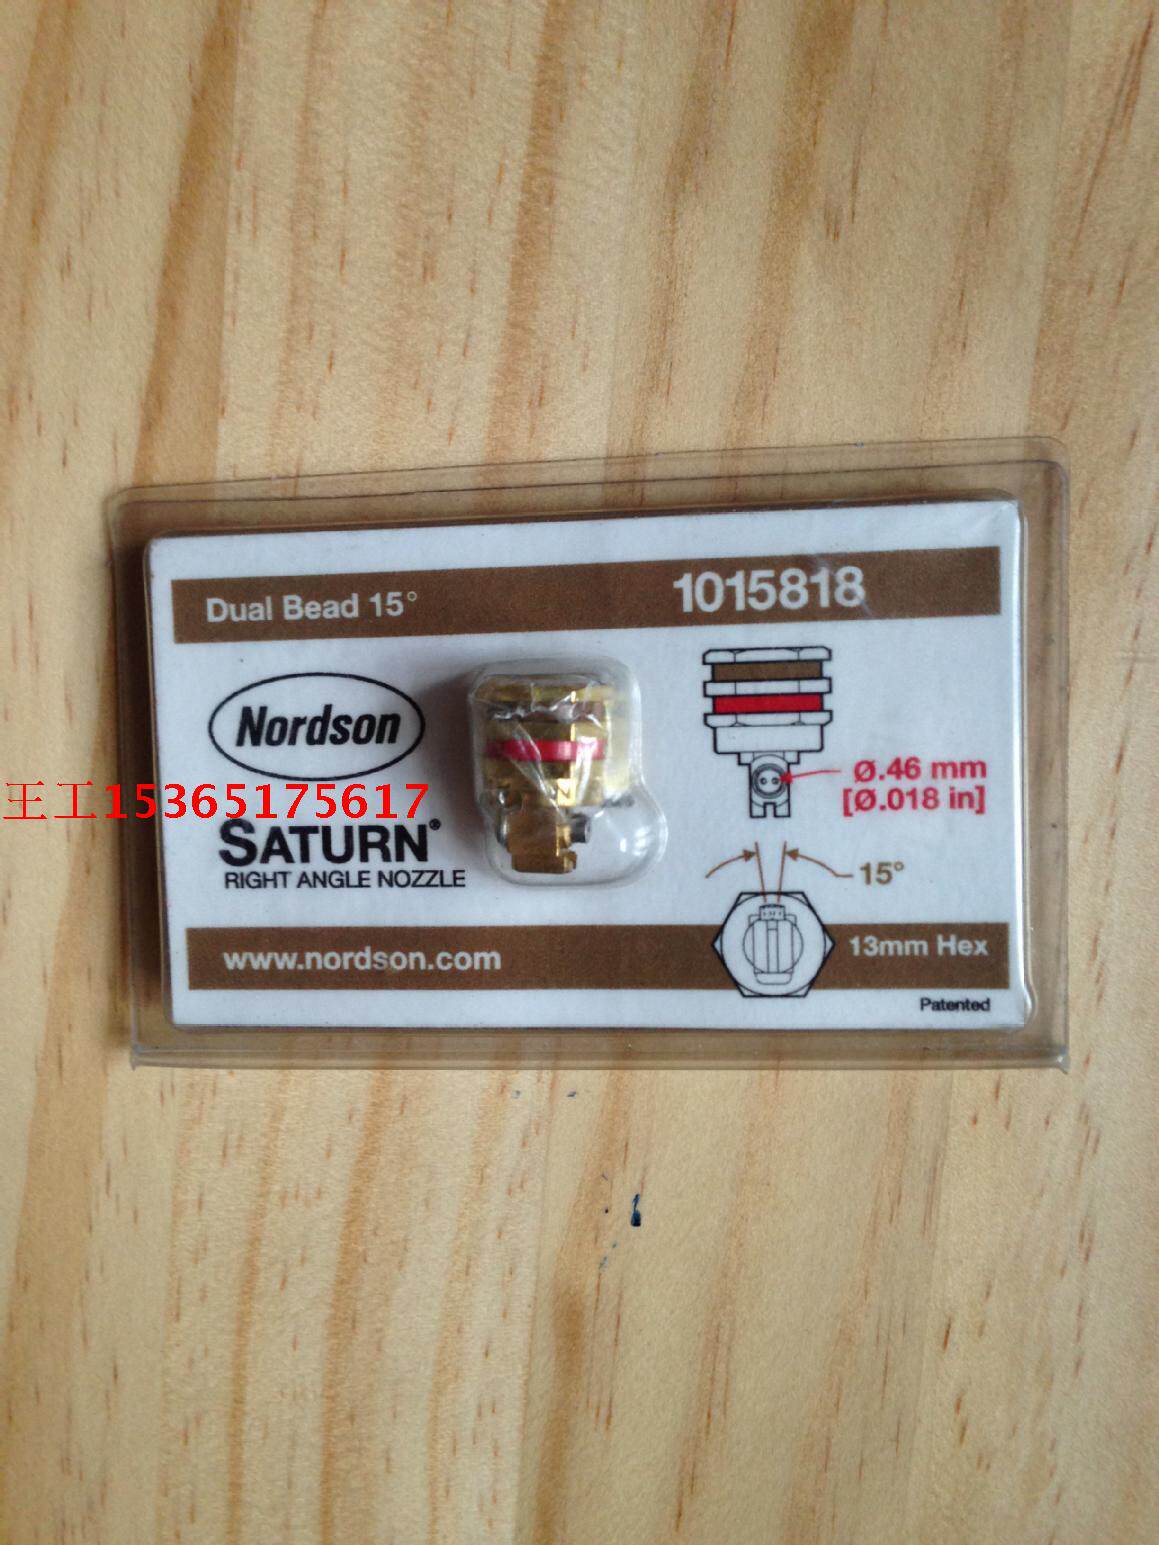 Dual Bead 15°
1015818
Nordson
王工15365175617
SATURN®
RIGHT ANGLE NOZZLE
Ø.46 mm
[Ø.018 in]
15°
www.nordson.com
13mm Hex
Patented